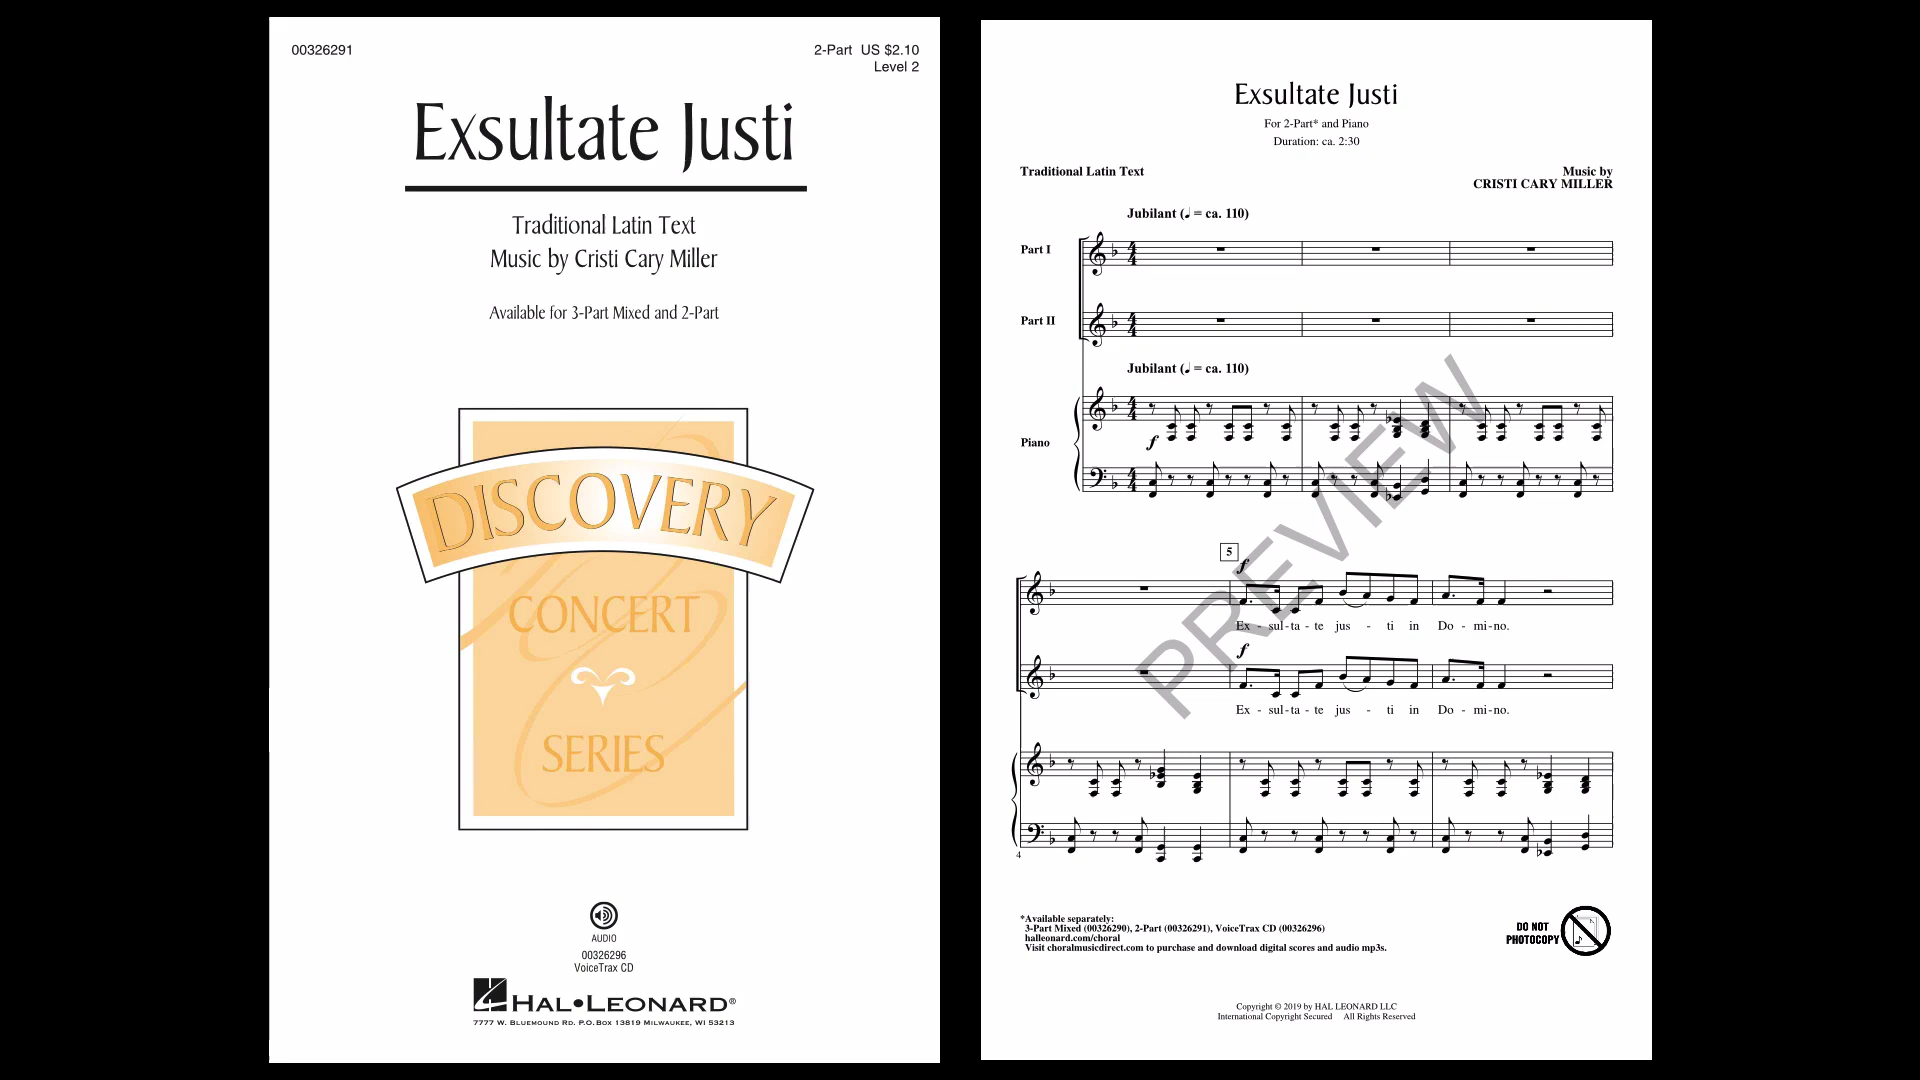 00326291
2-Part US $2.10
Level 2
Exsultate Justi
Traditional Latin Text
Music by Cristi Cary Miller
Available for 3-Part Mixed and 2-Part
DISCOVERY
CONCERT
SERIES
AUDIO
00326296
VoiceTrax CD
HAL•LEONARD®
7777 W. BLUEMOUND RD. P.O. BOX 13819 MILWAUKEE, WI 53213
Exsultate Justi
For 2-Part* and Piano
Duration: ca. 2:30
Traditional Latin Text
Music by
CRISTI CARY MILLER
Jubilant (♩ = ca. 110)
Part I
Part II
Jubilant (♩ = ca. 110)
Piano
f
PREVIEW
5
f
Ex - sul - ta - te jus - ti in Do - mi - no.
f
Ex - sul - ta - te jus - ti in Do - mi - no.
4
*Available separately:
3-Part Mixed (00326290), 2-Part (00326291), VoiceTrax CD (00326296)
halleonard.com/choral
Visit choralmusicdirect.com to purchase and download digital scores and audio mp3s.
DO NOT
PHOTOCOPY
Copyright © 2019 by HAL LEONARD LLC
International Copyright Secured All Rights Reserved